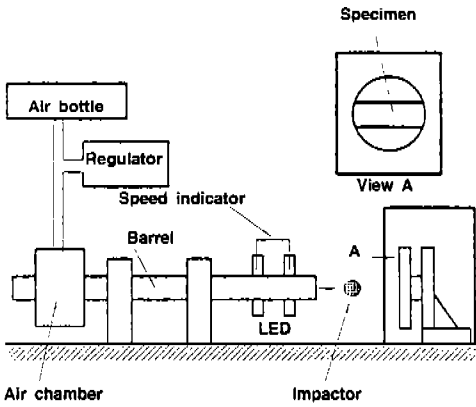 Specimen
Air bottle
Regulator
View A
Speed indicator
Barrel
A
LED
Air chamber
Impactor